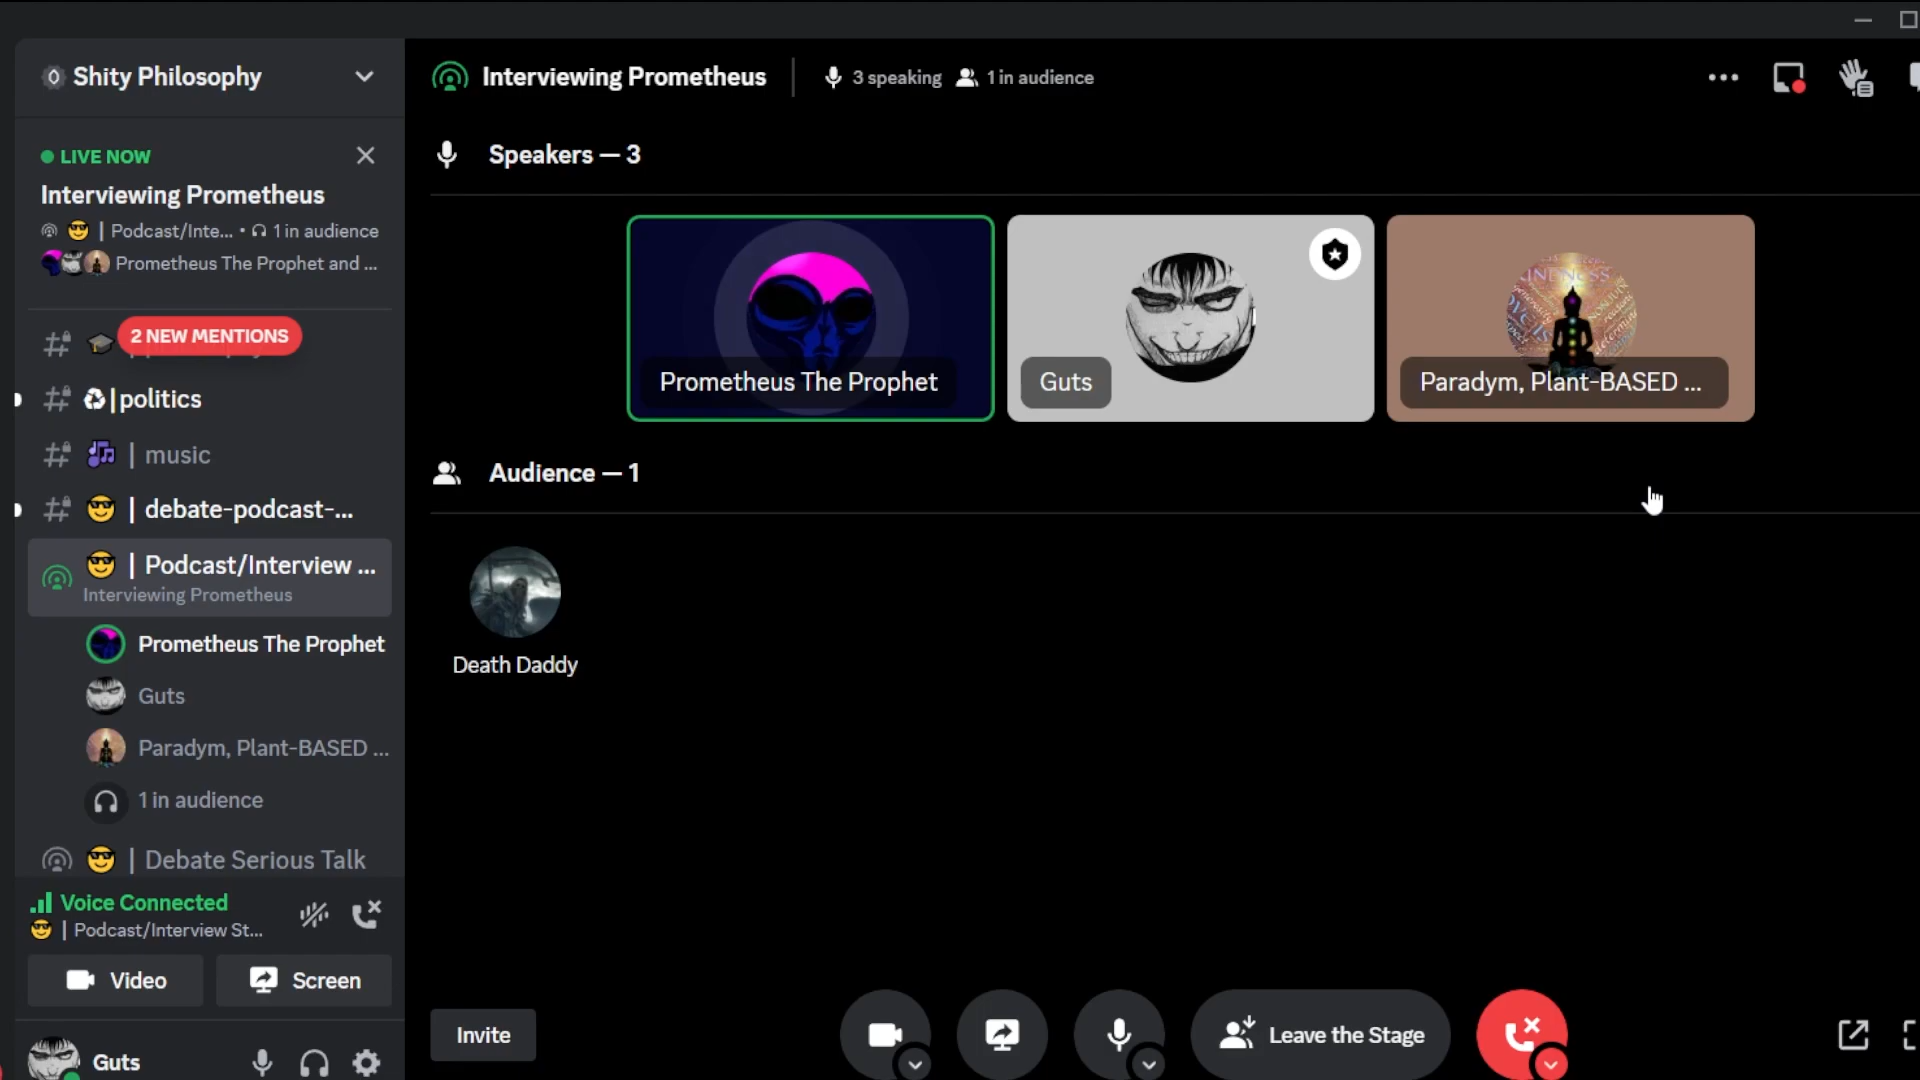 Shity Philosophy
LIVE NOW
Interviewing Prometheus
| Podcast/Inte... • 1 in audience
Prometheus The Prophet and ...
2 NEW MENTIONS
|politics
| music
| debate-podcast-...
| Podcast/Interview ...
Interviewing Prometheus
Prometheus The Prophet
Guts
Paradym, Plant-BASED ...
1 in audience
| Debate Serious Talk
Voice Connected
| Podcast/Interview St...
Video
Screen
Guts
Interviewing Prometheus
3 speaking
1 in audience
Speakers — 3
Prometheus The Prophet
Guts
Paradym, Plant-BASED ...
Audience — 1
Death Daddy
Invite
Leave the Stage